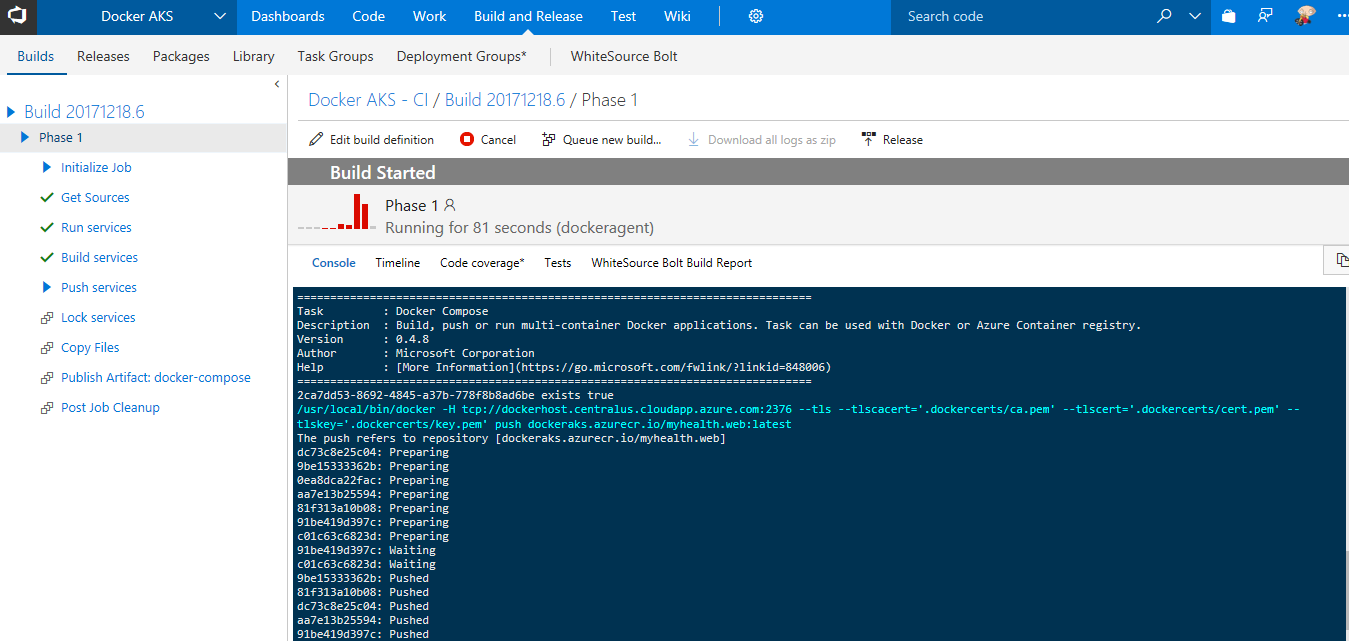 Docker AKS
Dashboards Code Work Build and Release Test Wiki
Search code
Builds Releases Packages Library Task Groups Deployment Groups* WhiteSource Bolt
Build 20171218.6
Phase 1
Initialize Job
Get Sources
Run services
Build services
Push services
Lock services
Copy Files
Publish Artifact: docker-compose
Post Job Cleanup
Docker AKS - CI / Build 20171218.6 / Phase 1
Edit build definition Cancel Queue new build... Download all logs as zip Release
Build Started
Phase 1
Running for 81 seconds (dockeragent)
Console Timeline Code coverage* Tests WhiteSource Bolt Build Report
==============================================================================
Task         : Docker Compose
Description  : Build, push or run multi-container Docker applications. Task can be used with Docker or Azure Container registry.
Version      : 0.4.8
Author       : Microsoft Corporation
Help         : [More Information](https://go.microsoft.com/fwlink/?linkid=848006)
==============================================================================
2ca7dd53-8692-4845-a37b-778f8b8ad6be exists true
/usr/local/bin/docker -H tcp://dockerhost.centralus.cloudapp.azure.com:2376 --tls --tlscacert='.dockercerts/ca.pem' --tlscert='.dockercerts/cert.pem' --
tlskey='.dockercerts/key.pem' push dockeraks.azurecr.io/myhealth.web:latest
The push refers to repository [dockeraks.azurecr.io/myhealth.web]
dc73c8e25c04: Preparing
9be15333362b: Preparing
0ea8dca22fac: Preparing
aa7e13b25594: Preparing
81f313a10b08: Preparing
91be419d397c: Preparing
c01c63c6823d: Preparing
91be419d397c: Waiting
c01c63c6823d: Waiting
9be15333362b: Pushed
81f313a10b08: Pushed
dc73c8e25c04: Pushed
aa7e13b25594: Pushed
91be419d397c: Pushed